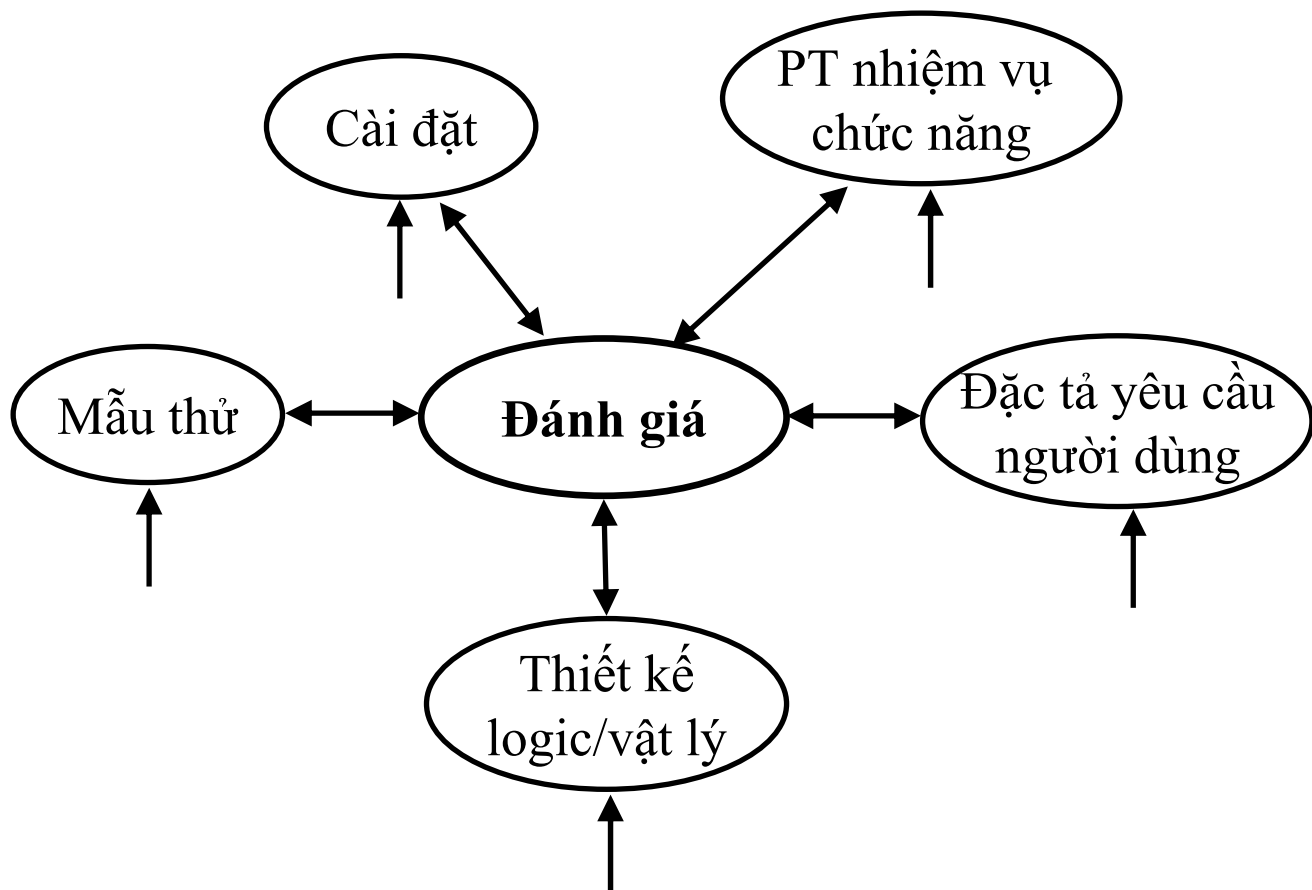 PT nhiệm vụ
chức năng
Cài đặt
Mẫu thử
Đánh giá
Đặc tả yêu cầu
người dùng
Thiết kế
logic/vật lý